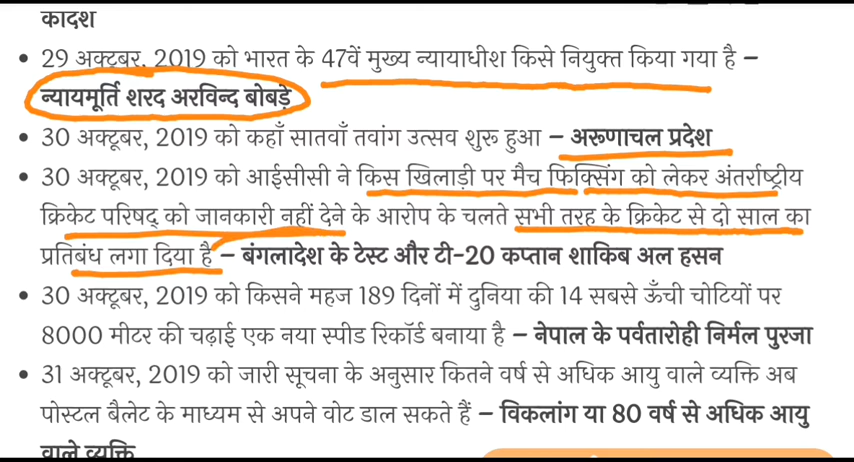 कादश
• 29 अक्टूबर, 2019 को भारत के 47वें मुख्य न्यायाधीश किसे नियुक्त किया गया है –
न्यायमूर्ति शरद अरविन्द बोबड़े
• 30 अक्टूबर, 2019 को कहाँ सातवाँ तवांग उत्सव शुरू हुआ – अरूणाचल प्रदेश
• 30 अक्टूबर, 2019 को आईसीसी ने किस खिलाड़ी पर मैच फिक्सिंग को लेकर अंतर्राष्ट्रीय
क्रिकेट परिषद् को जानकारी नहीं देने के आरोप के चलते सभी तरह के क्रिकेट से दो साल का
प्रतिबंध लगा दिया है – बंगलादेश के टेस्ट और टी-20 कप्तान शाकिब अल हसन
• 30 अक्टूबर, 2019 को किसने महज 189 दिनों में दुनिया की 14 सबसे ऊँची चोटियों पर
8000 मीटर की चढ़ाई एक नया स्पीड रिकॉर्ड बनाया है – नेपाल के पर्वतारोही निर्मल पुरजा
• 31 अक्टूबर, 2019 को जारी सूचना के अनुसार कितने वर्ष से अधिक आयु वाले व्यक्ति अब
पोस्टल बैलेट के माध्यम से अपने वोट डाल सकते हैं – विकलांग या 80 वर्ष से अधिक आयु
वाले व्यक्ति